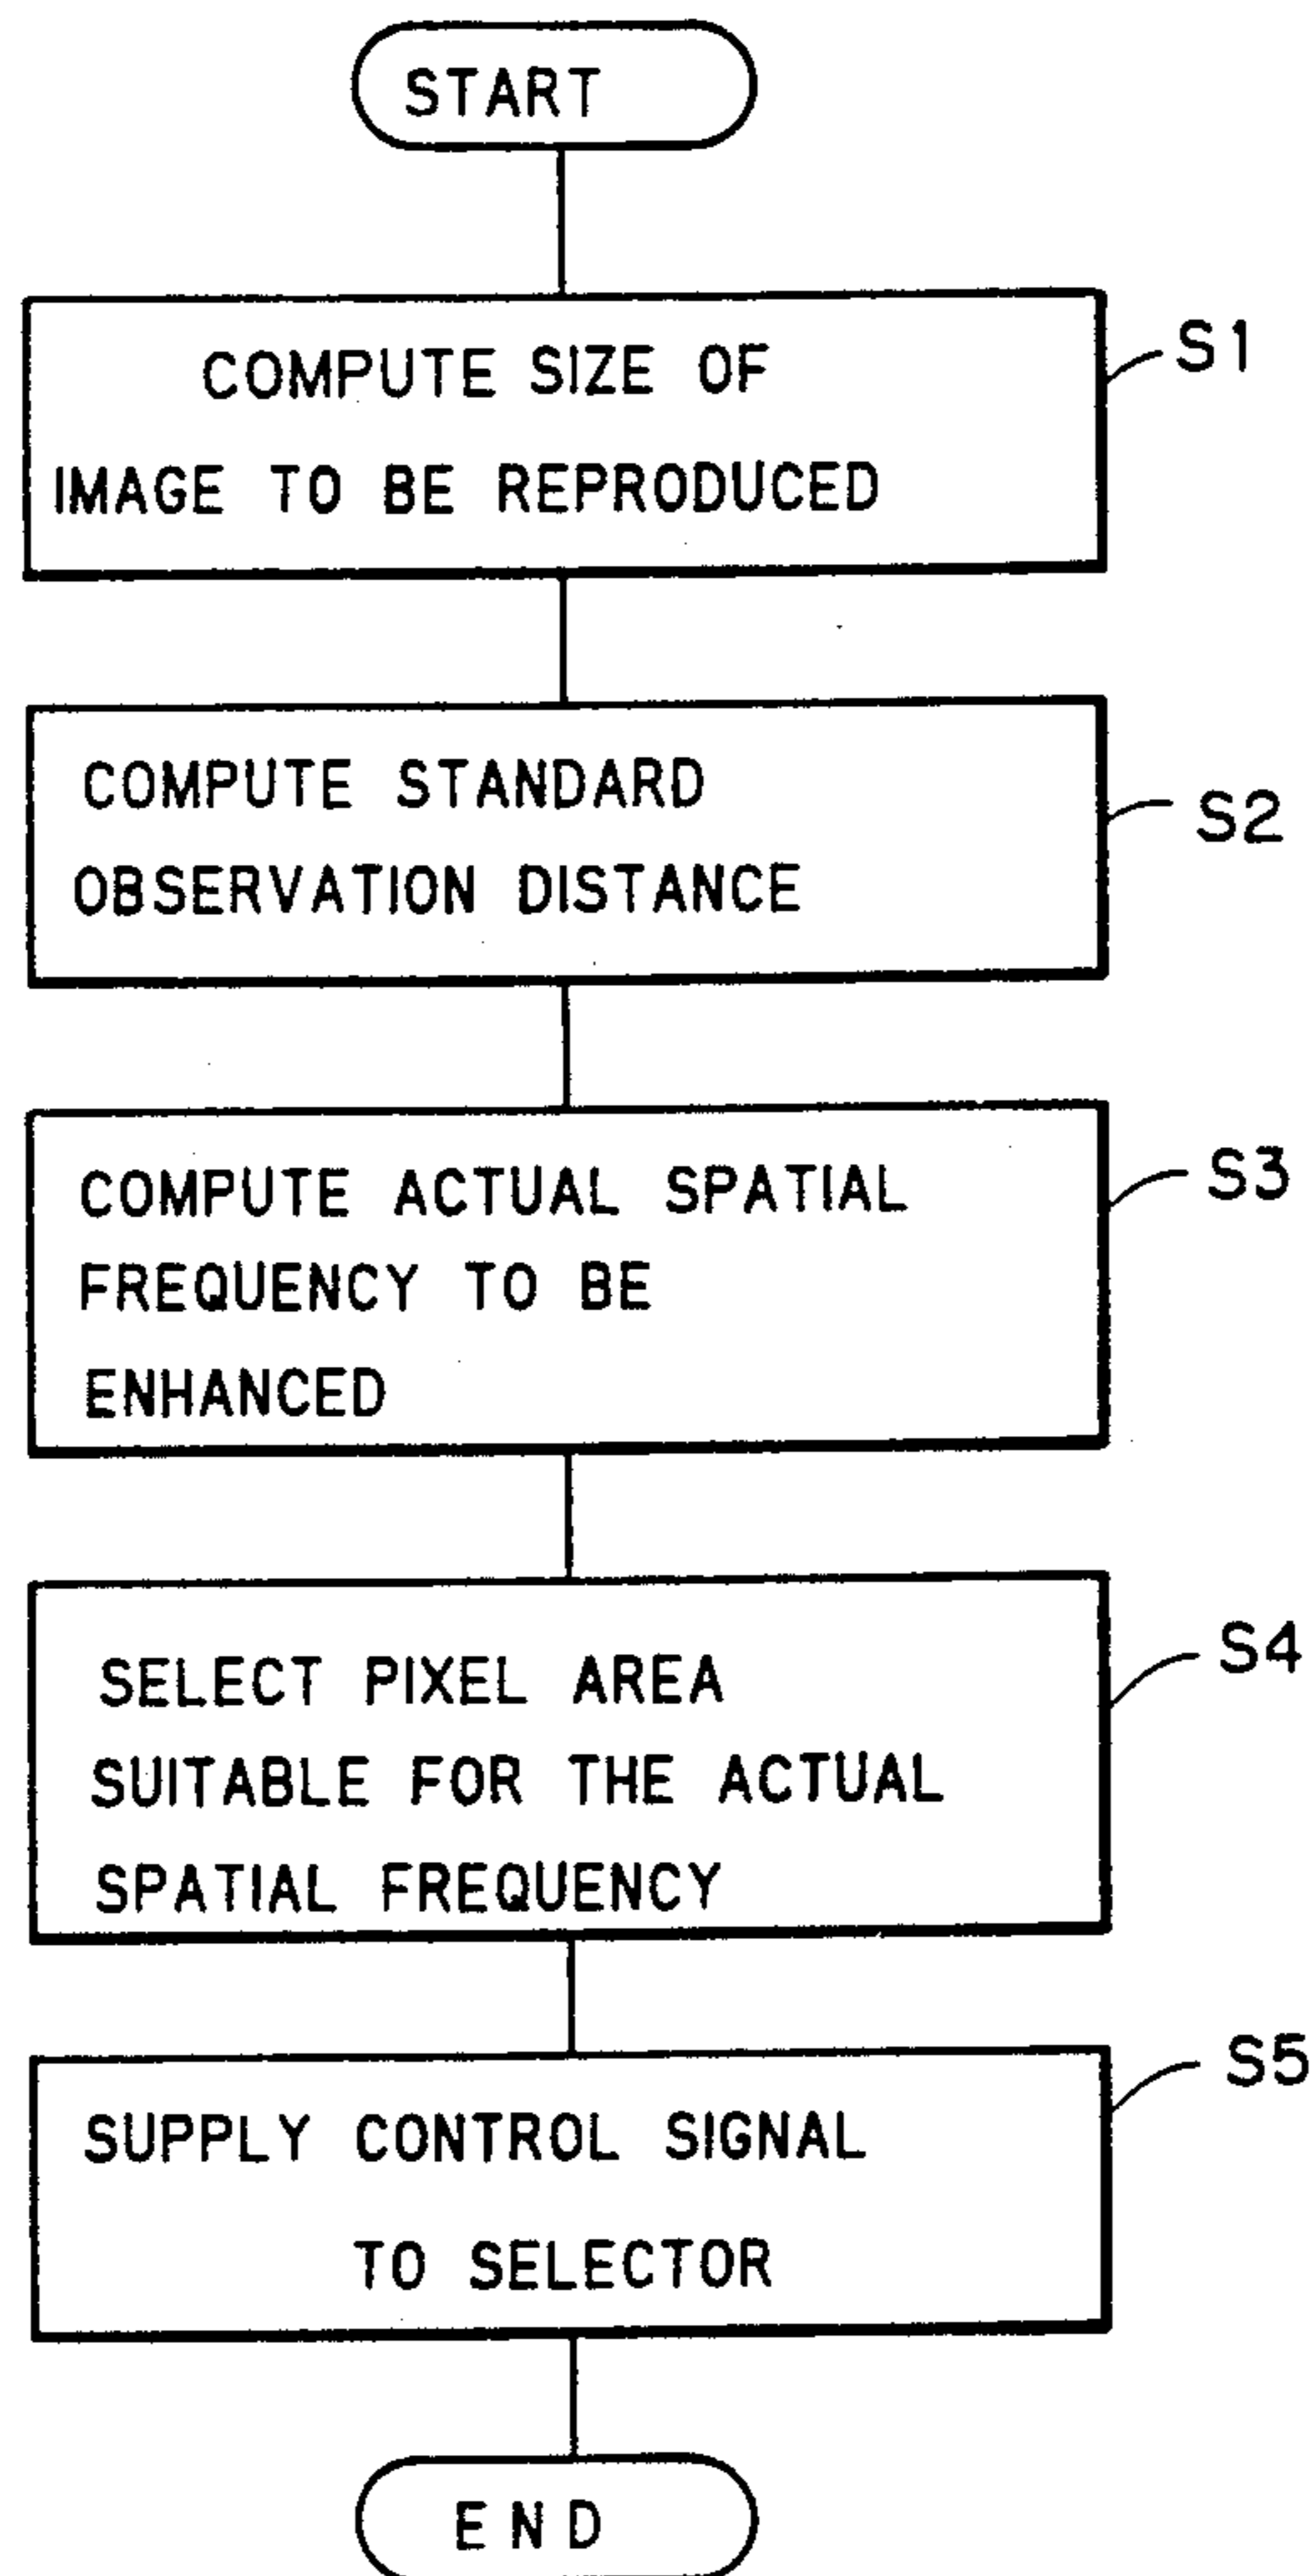 START
COMPUTE SIZE OF
IMAGE TO BE REPRODUCED
S1
COMPUTE STANDARD
OBSERVATION DISTANCE
S2
COMPUTE ACTUAL SPATIAL
FREQUENCY TO BE
ENHANCED
S3
SELECT PIXEL AREA
SUITABLE FOR THE ACTUAL
SPATIAL FREQUENCY
S4
SUPPLY CONTROL SIGNAL
TO SELECTOR
S5
END